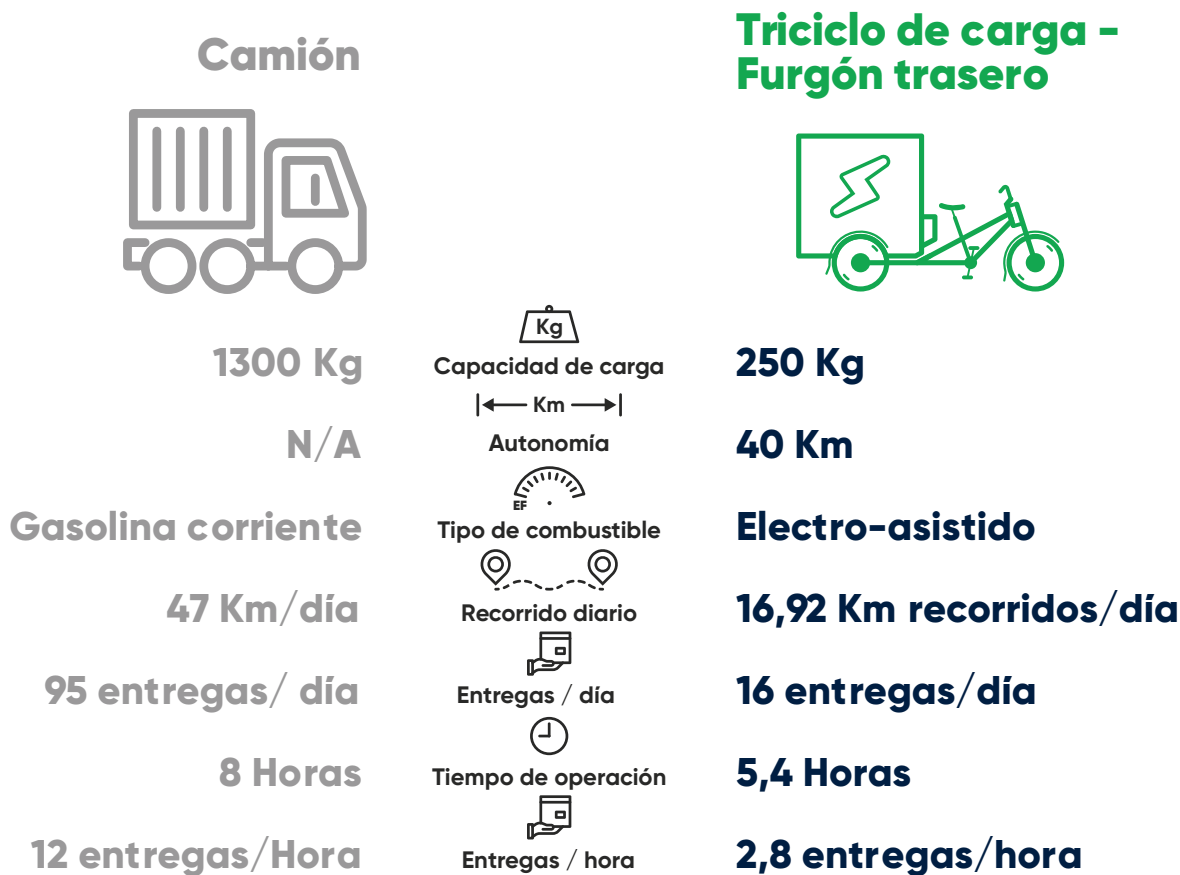 Camión
Triciclo de carga -
Furgón trasero
Kg
1300 Kg
Capacidad de carga
250 Kg
Km
N/A
Autonomía
40 Km
EF
Gasolina corriente
Tipo de combustible
Electro-asistido
47 Km/día
Recorrido diario
16,92 Km recorridos/día
95 entregas/ día
Entregas / día
16 entregas/día
8 Horas
Tiempo de operación
5,4 Horas
12 entregas/Hora
Entregas / hora
2,8 entregas/hora